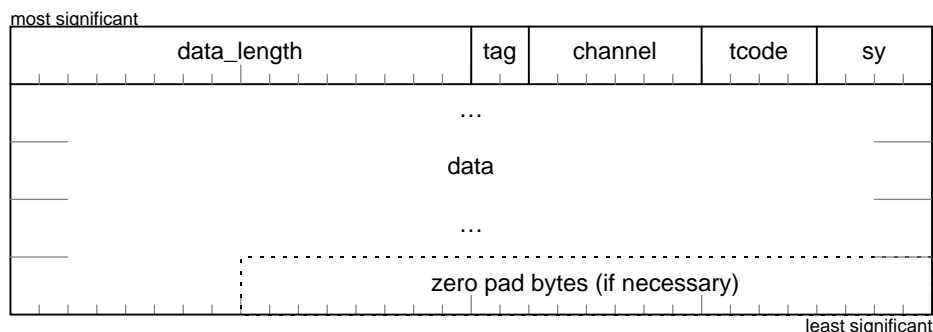 most significant
data_length tag channel tcode sy
...
data
...
zero pad bytes (if necessary)
least significant